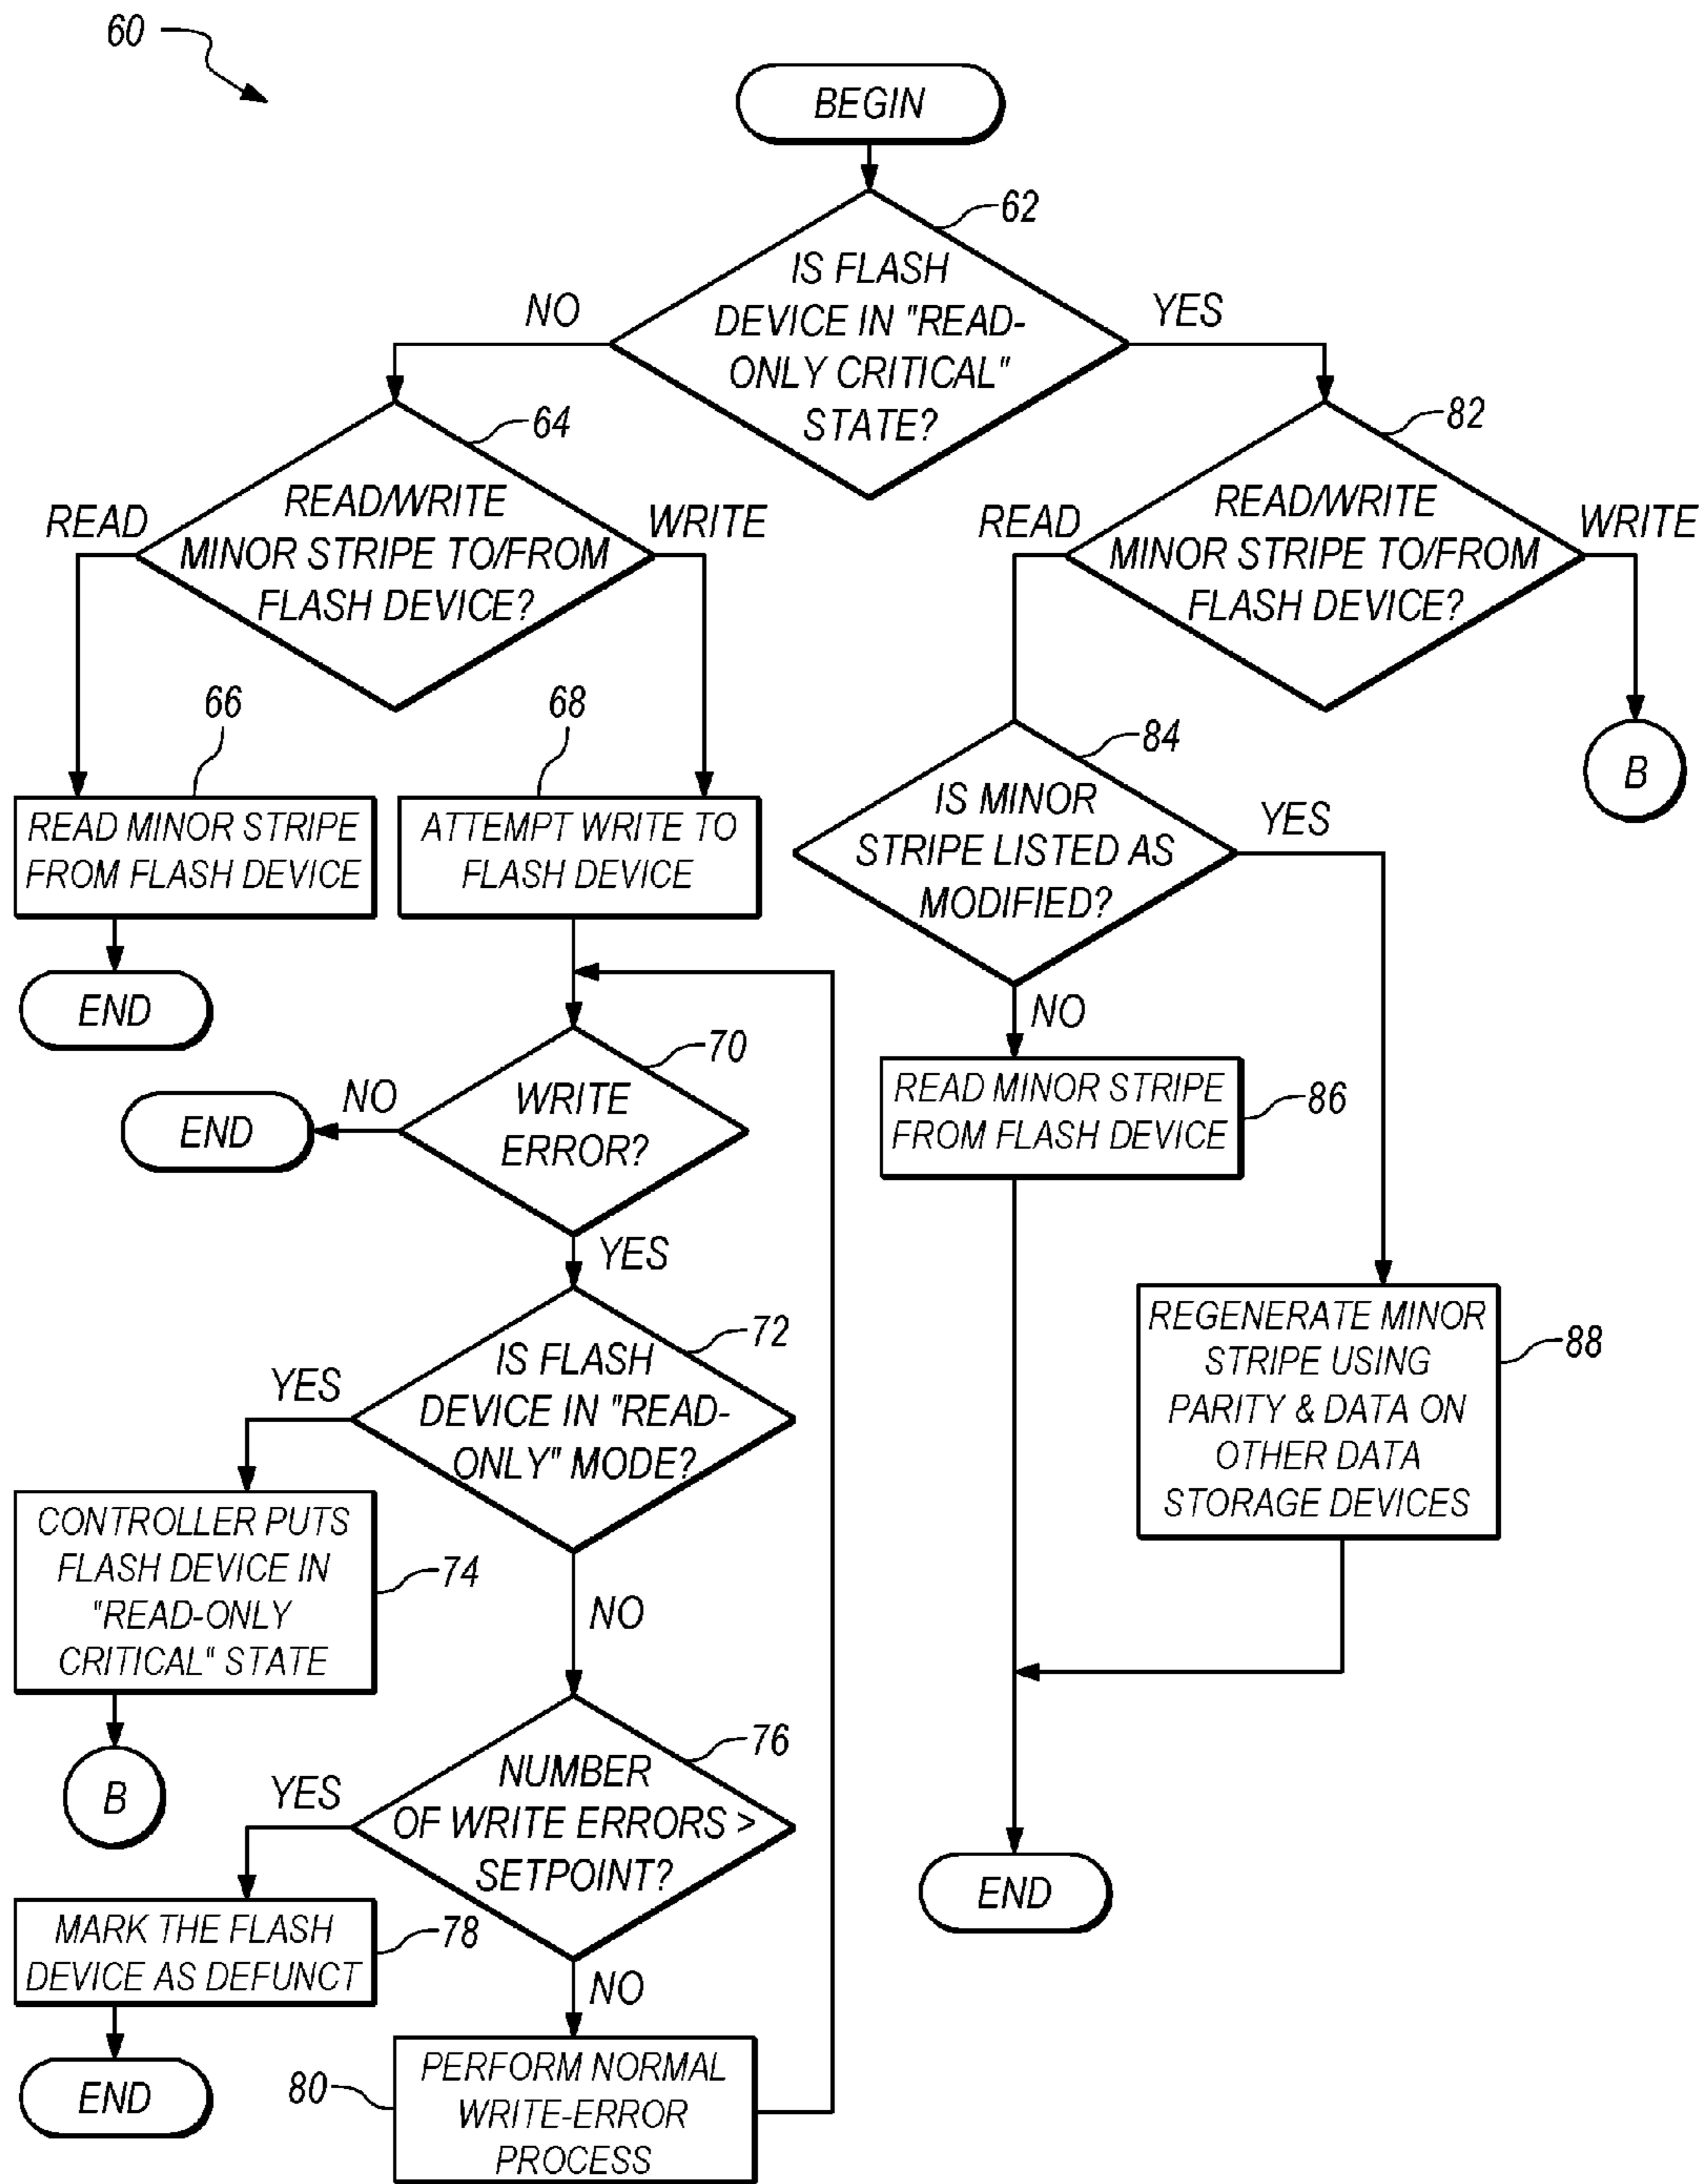 60
BEGIN
62
IS FLASH
DEVICE IN "READ-
ONLY CRITICAL"
STATE?
NO
YES
64
READ/WRITE
MINOR STRIPE TO/FROM
FLASH DEVICE?
READ
WRITE
82
READ/WRITE
MINOR STRIPE TO/FROM
FLASH DEVICE?
READ
WRITE
B
66
READ MINOR STRIPE
FROM FLASH DEVICE
END
68
ATTEMPT WRITE TO
FLASH DEVICE
84
IS MINOR
STRIPE LISTED AS
MODIFIED?
YES
NO
70
WRITE
ERROR?
NO
END
YES
READ MINOR STRIPE
FROM FLASH DEVICE
86
72
IS FLASH
DEVICE IN "READ-
ONLY" MODE?
YES
NO
REGENERATE MINOR
STRIPE USING
PARITY & DATA ON
OTHER DATA
STORAGE DEVICES
88
CONTROLLER PUTS
FLASH DEVICE IN
"READ-ONLY
CRITICAL" STATE
74
B
76
NUMBER
OF WRITE ERRORS >
SETPOINT?
YES
NO
END
MARK THE FLASH
DEVICE AS DEFUNCT
78
END
80
PERFORM NORMAL
WRITE-ERROR
PROCESS